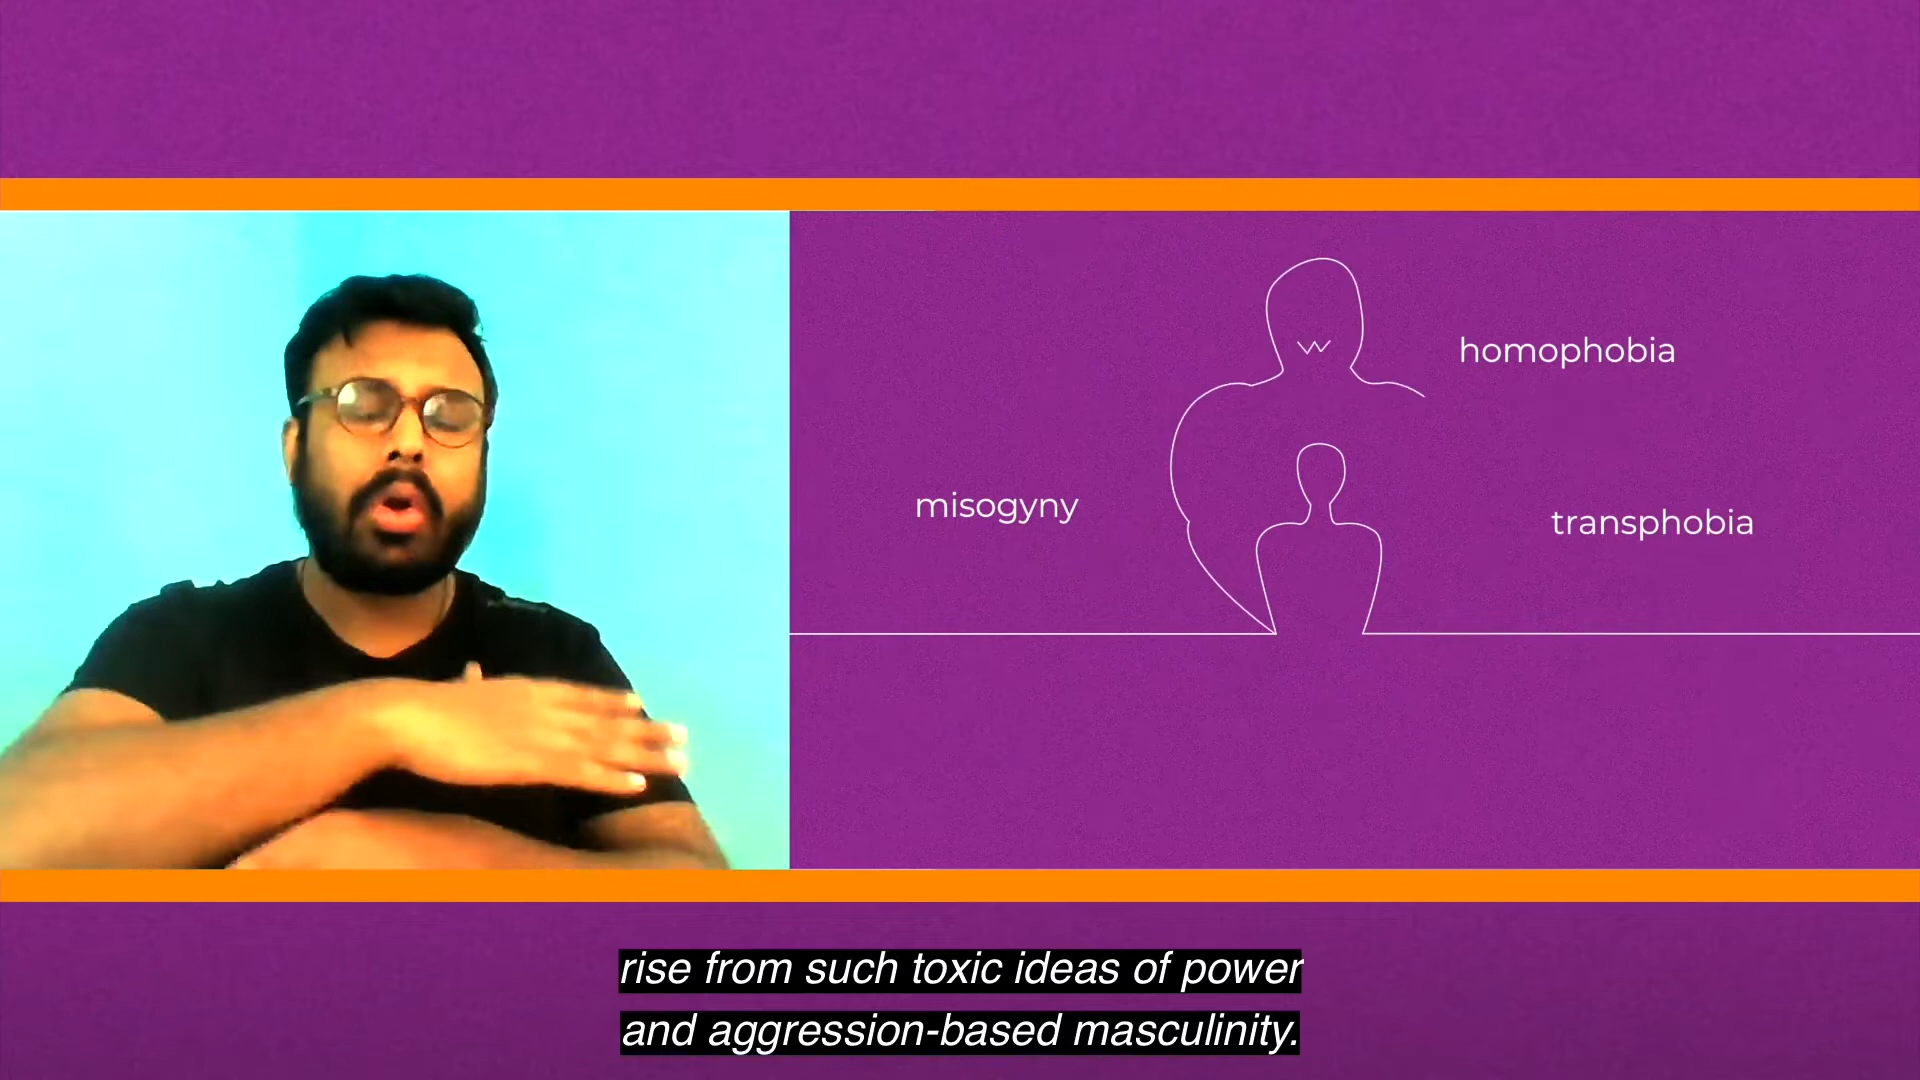 homophobia
misogyny
transphobia
rise from such toxic ideas of power
and aggression-based masculinity.